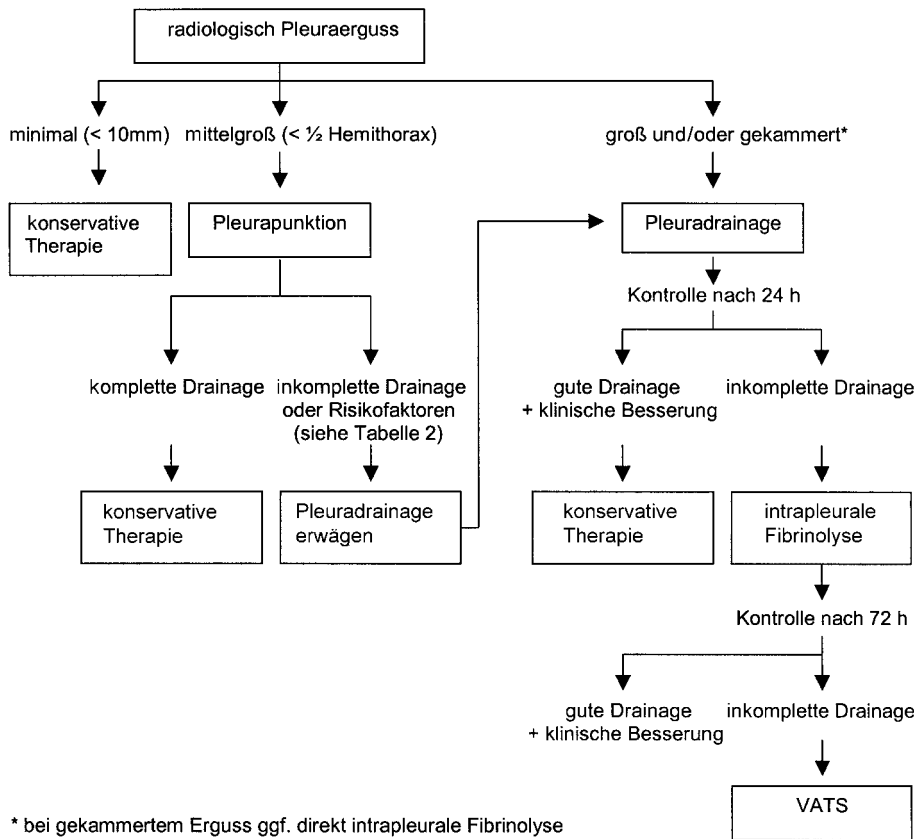 radiologisch Pleuraerguss
minimal (< 10mm)
mittelgroß (< ½ Hemithorax)
groß und/oder gekammert*
konservative
Therapie
Pleurapunktion
Pleuradrainage
Kontrolle nach 24 h
komplette Drainage
inkomplette Drainage
oder Risikofaktoren
(siehe Tabelle 2)
gute Drainage
+ klinische Besserung
inkomplette Drainage
konservative
Therapie
Pleuradrainage
erwägen
konservative
Therapie
intrapleurale
Fibrinolyse
Kontrolle nach 72 h
gute Drainage
+ klinische Besserung
inkomplette Drainage
VATS
* bei gekammertem Erguss ggf. direkt intrapleurale Fibrinolyse